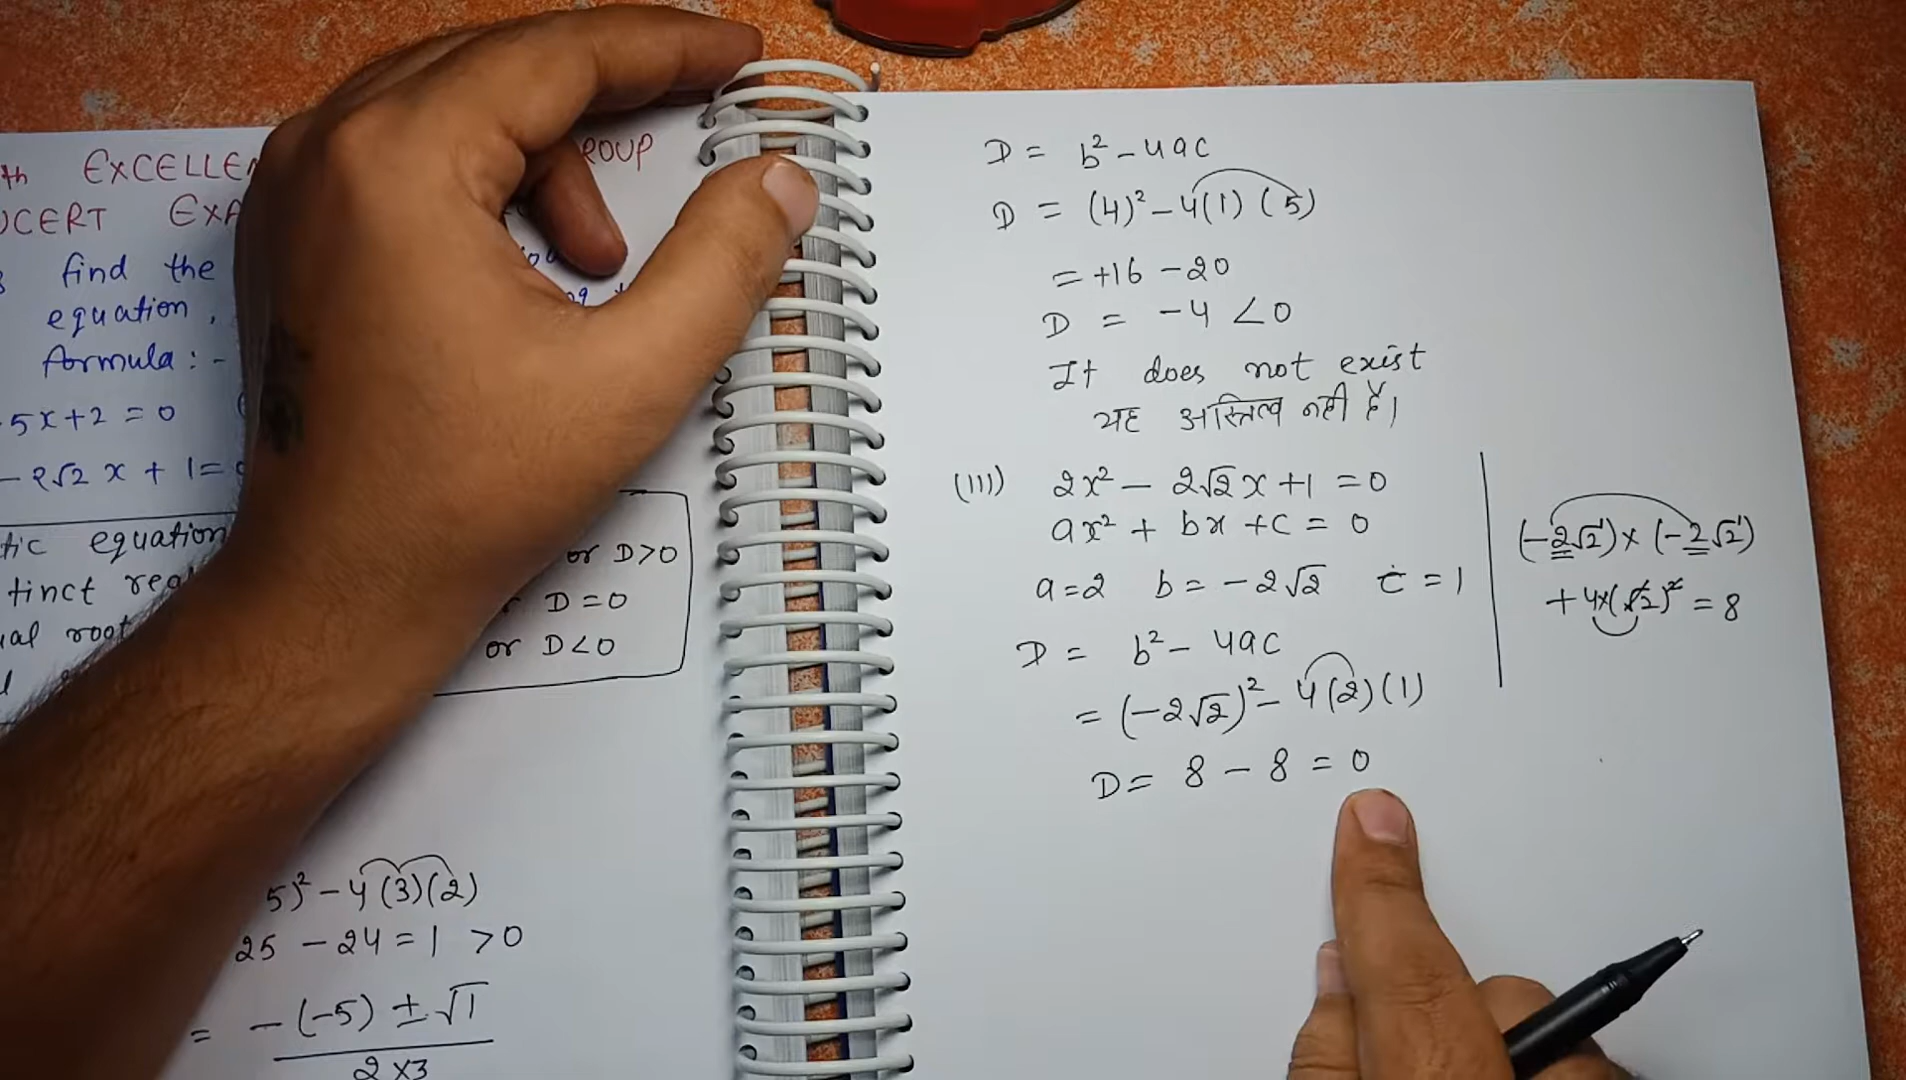 th EXCELLE ROUP
NCERT EXA
find the
equation,
formula:-
5x+2=0
-2√2x+1=
tic equation
tinct rea
ual root
or D>0
D=0
or D<0
5)²-4(3)(2)
25-24=1 >0
= -(-5)±√1
2×3
D = b²-4ac
D = (4)²-4(1)(5)
= +16-20
D = -4 <0
It does not exist
यह अस्तित्व नहीं है।
(III) 2x²-2√2x+1=0
ax²+bx+c=0
a=2 b=-2√2 c=1
D = b²-4ac
= (-2√2)²-4(2)(1)
D= 8-8=0
(-2√2)×(-2√2)
+4×(√2)²=8